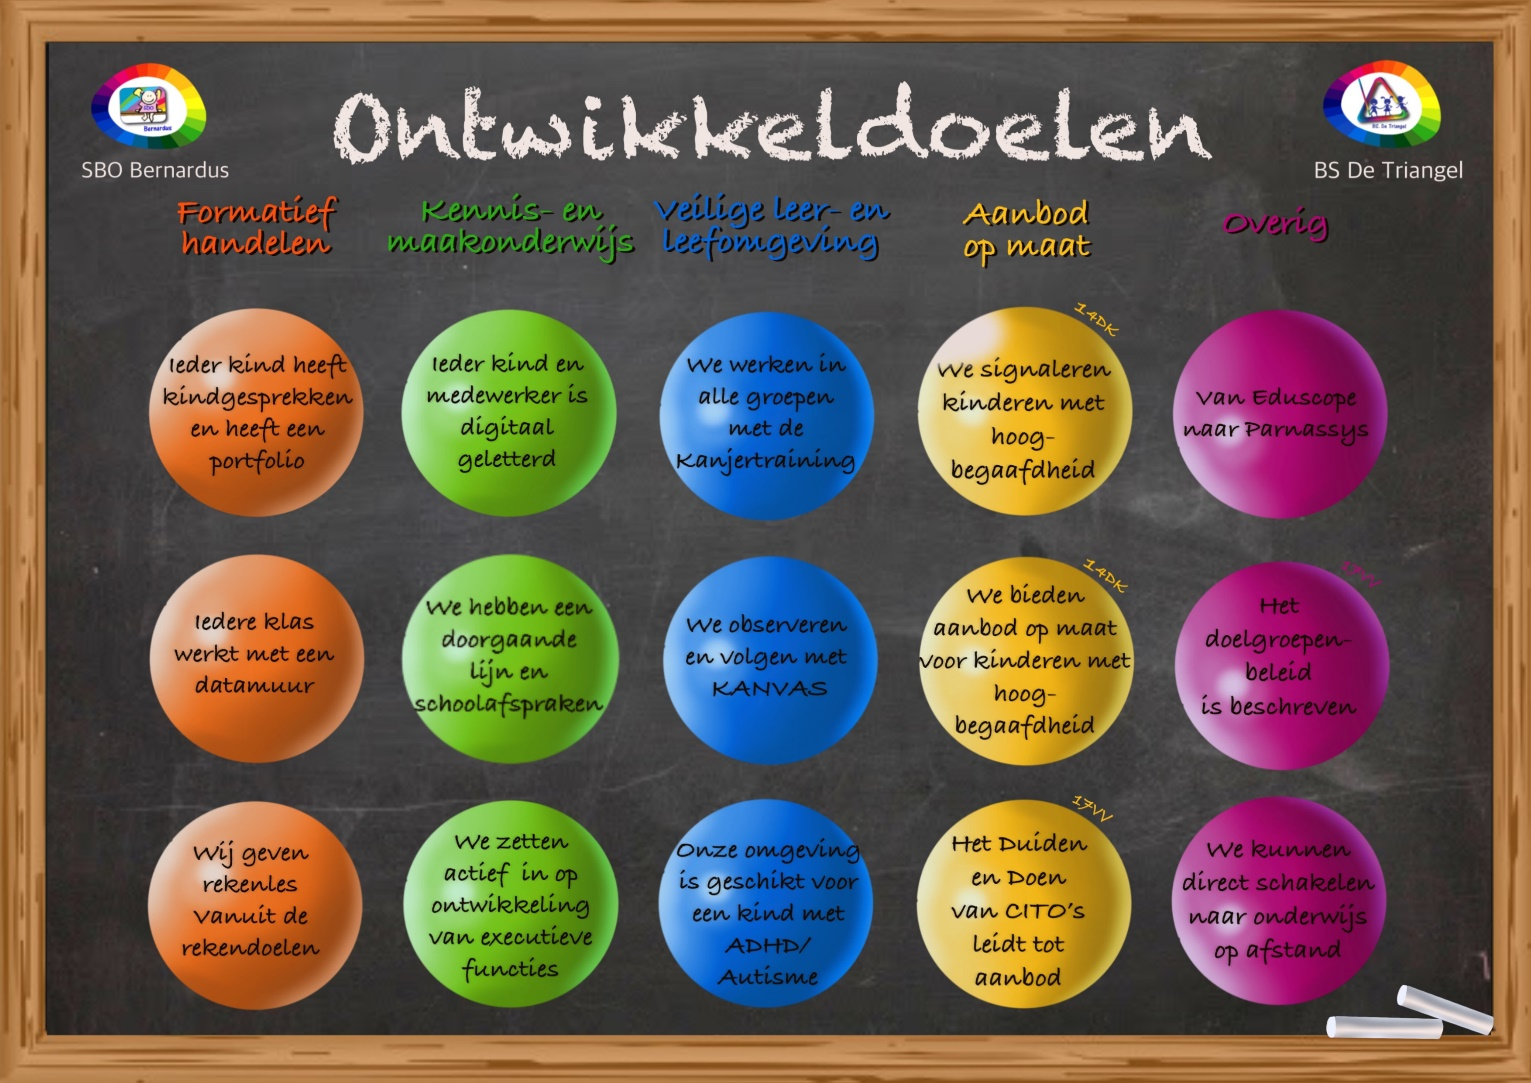 Ontwikkeldoelen
SBO
Bernardus
SBO Bernardus
BS De Triangel
BS De Triangel
Formatief
handelen
Kennis- en
maakonderwijs
Veilige leer- en
leefomgeving
Aanbod
op maat
Overig
Ieder kind heeft
kindgesprekken
en heeft een
portfolio
Ieder kind en
medewerker is
digitaal
geletterd
We werken in
alle groepen
met de
Kanjertraining
14DK
We signaleren
kinderen met
hoog-
begaafdheid
Van Eduscope
naar Parnassys
Iedere klas
werkt met een
datamuur
We hebben een
doorgaande
lijn en
schoolafspraken
We observeren
en volgen met
KANVAS
14DK
We bieden
aanbod op maat
voor kinderen met
hoog-
begaafdheid
Het
doelgroepen-
beleid
is beschreven
Wij geven
rekenles
Vanuit de
rekendoelen
We zetten
actief in op
ontwikkeling
van executieve
functies
Onze omgeving
is geschikt voor
een kind met
ADHD/
Autisme
17VV
Het Duiden
en Doen
van CITO's
leidt tot
aanbod
We kunnen
direct schakelen
naar onderwijs
op afstand